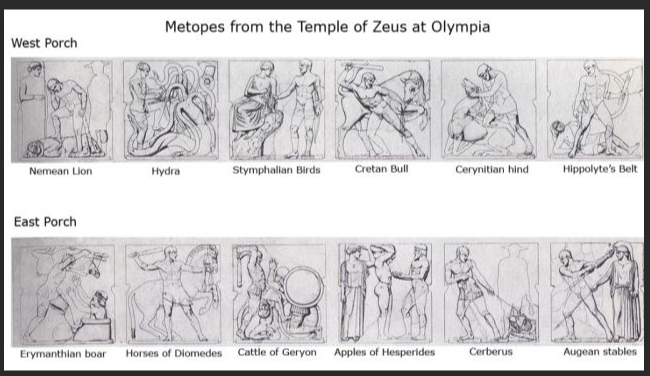 Metopes from the Temple of Zeus at Olympia
West Porch
Nemean Lion Hydra Stymphalian Birds Cretan Bull Cerynitian hind Hippolyte's Belt
East Porch
Erymanthian boar Horses of Diomedes Cattle of Geryon Apples of Hesperides Cerberus Augean stables